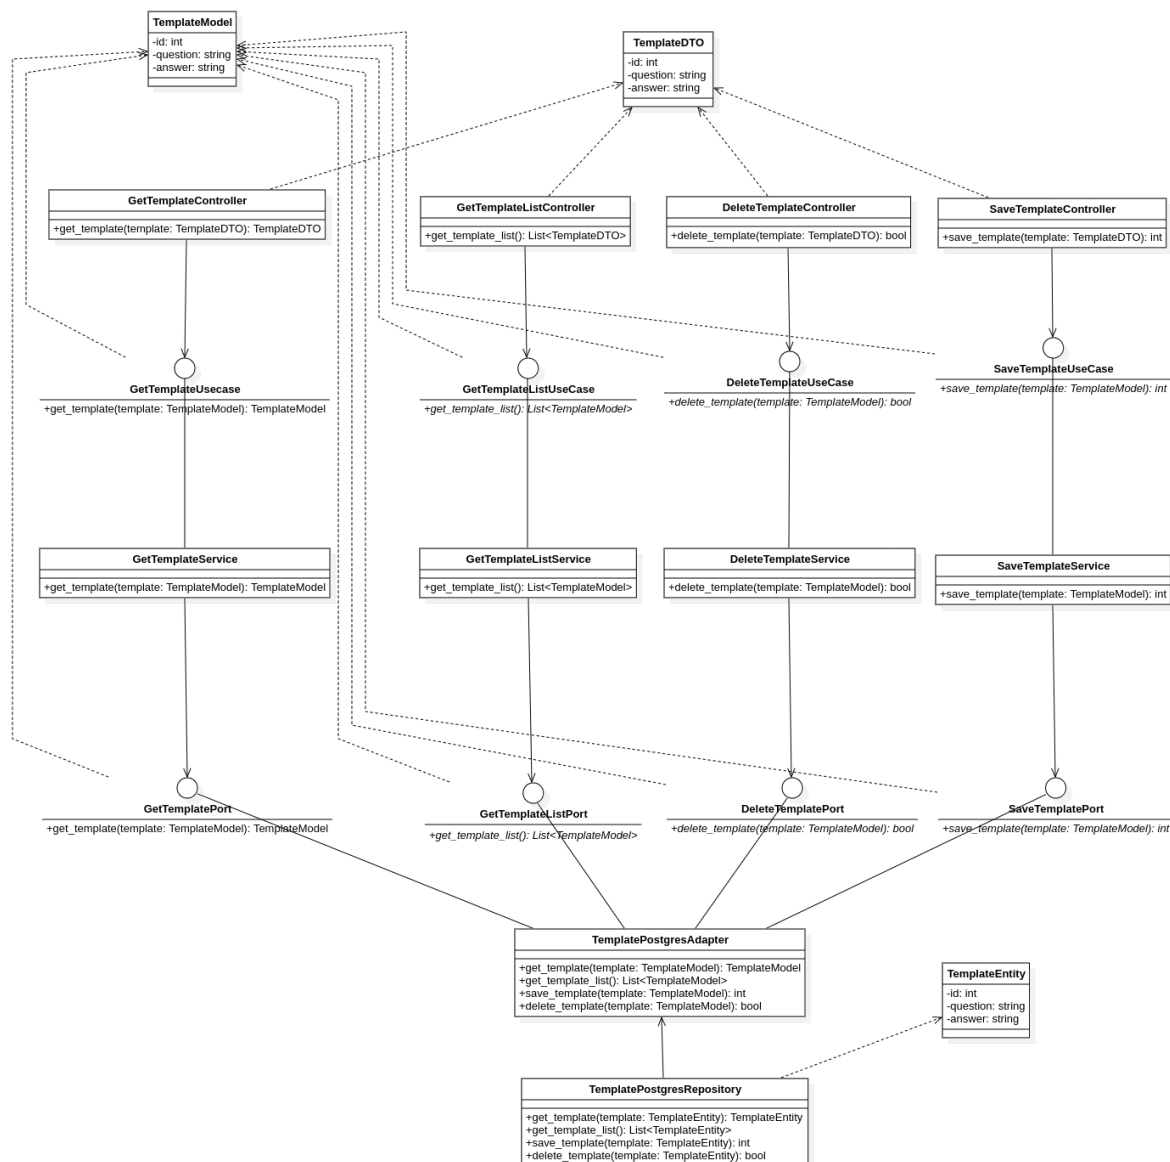 TemplateModel
-id: int
-question: string
-answer: string
TemplateDTO
-id: int
-question: string
-answer: string
GetTemplateController
+get_template(template: TemplateDTO): TemplateDTO
GetTemplateListController
+get_template_list(): List<TemplateDTO>
DeleteTemplateController
+delete_template(template: TemplateDTO): bool
SaveTemplateController
+save_template(template: TemplateDTO): int
GetTemplateUsecase
+get_template(template: TemplateModel): TemplateModel
GetTemplateListUseCase
+get_template_list(): List<TemplateModel>
DeleteTemplateUseCase
+delete_template(template: TemplateModel): bool
SaveTemplateUseCase
+save_template(template: TemplateModel): int
GetTemplateService
+get_template(template: TemplateModel): TemplateModel
GetTemplateListService
+get_template_list(): List<TemplateModel>
DeleteTemplateService
+delete_template(template: TemplateModel): bool
SaveTemplateService
+save_template(template: TemplateModel): int
GetTemplatePort
+get_template(template: TemplateModel): TemplateModel
GetTemplateListPort
+get_template_list(): List<TemplateModel>
DeleteTemplatePort
+delete_template(template: TemplateModel): bool
SaveTemplatePort
+save_template(template: TemplateModel): int
TemplatePostgresAdapter
+get_template(template: TemplateModel): TemplateModel
+get_template_list(): List<TemplateModel>
+save_template(template: TemplateModel): int
+delete_template(template: TemplateModel): bool
TemplateEntity
-id: int
-question: string
-answer: string
TemplatePostgresRepository
+get_template(template: TemplateEntity): TemplateEntity
+get_template_list(): List<TemplateEntity>
+save_template(template: TemplateEntity): int
+delete_template(template: TemplateEntity): bool